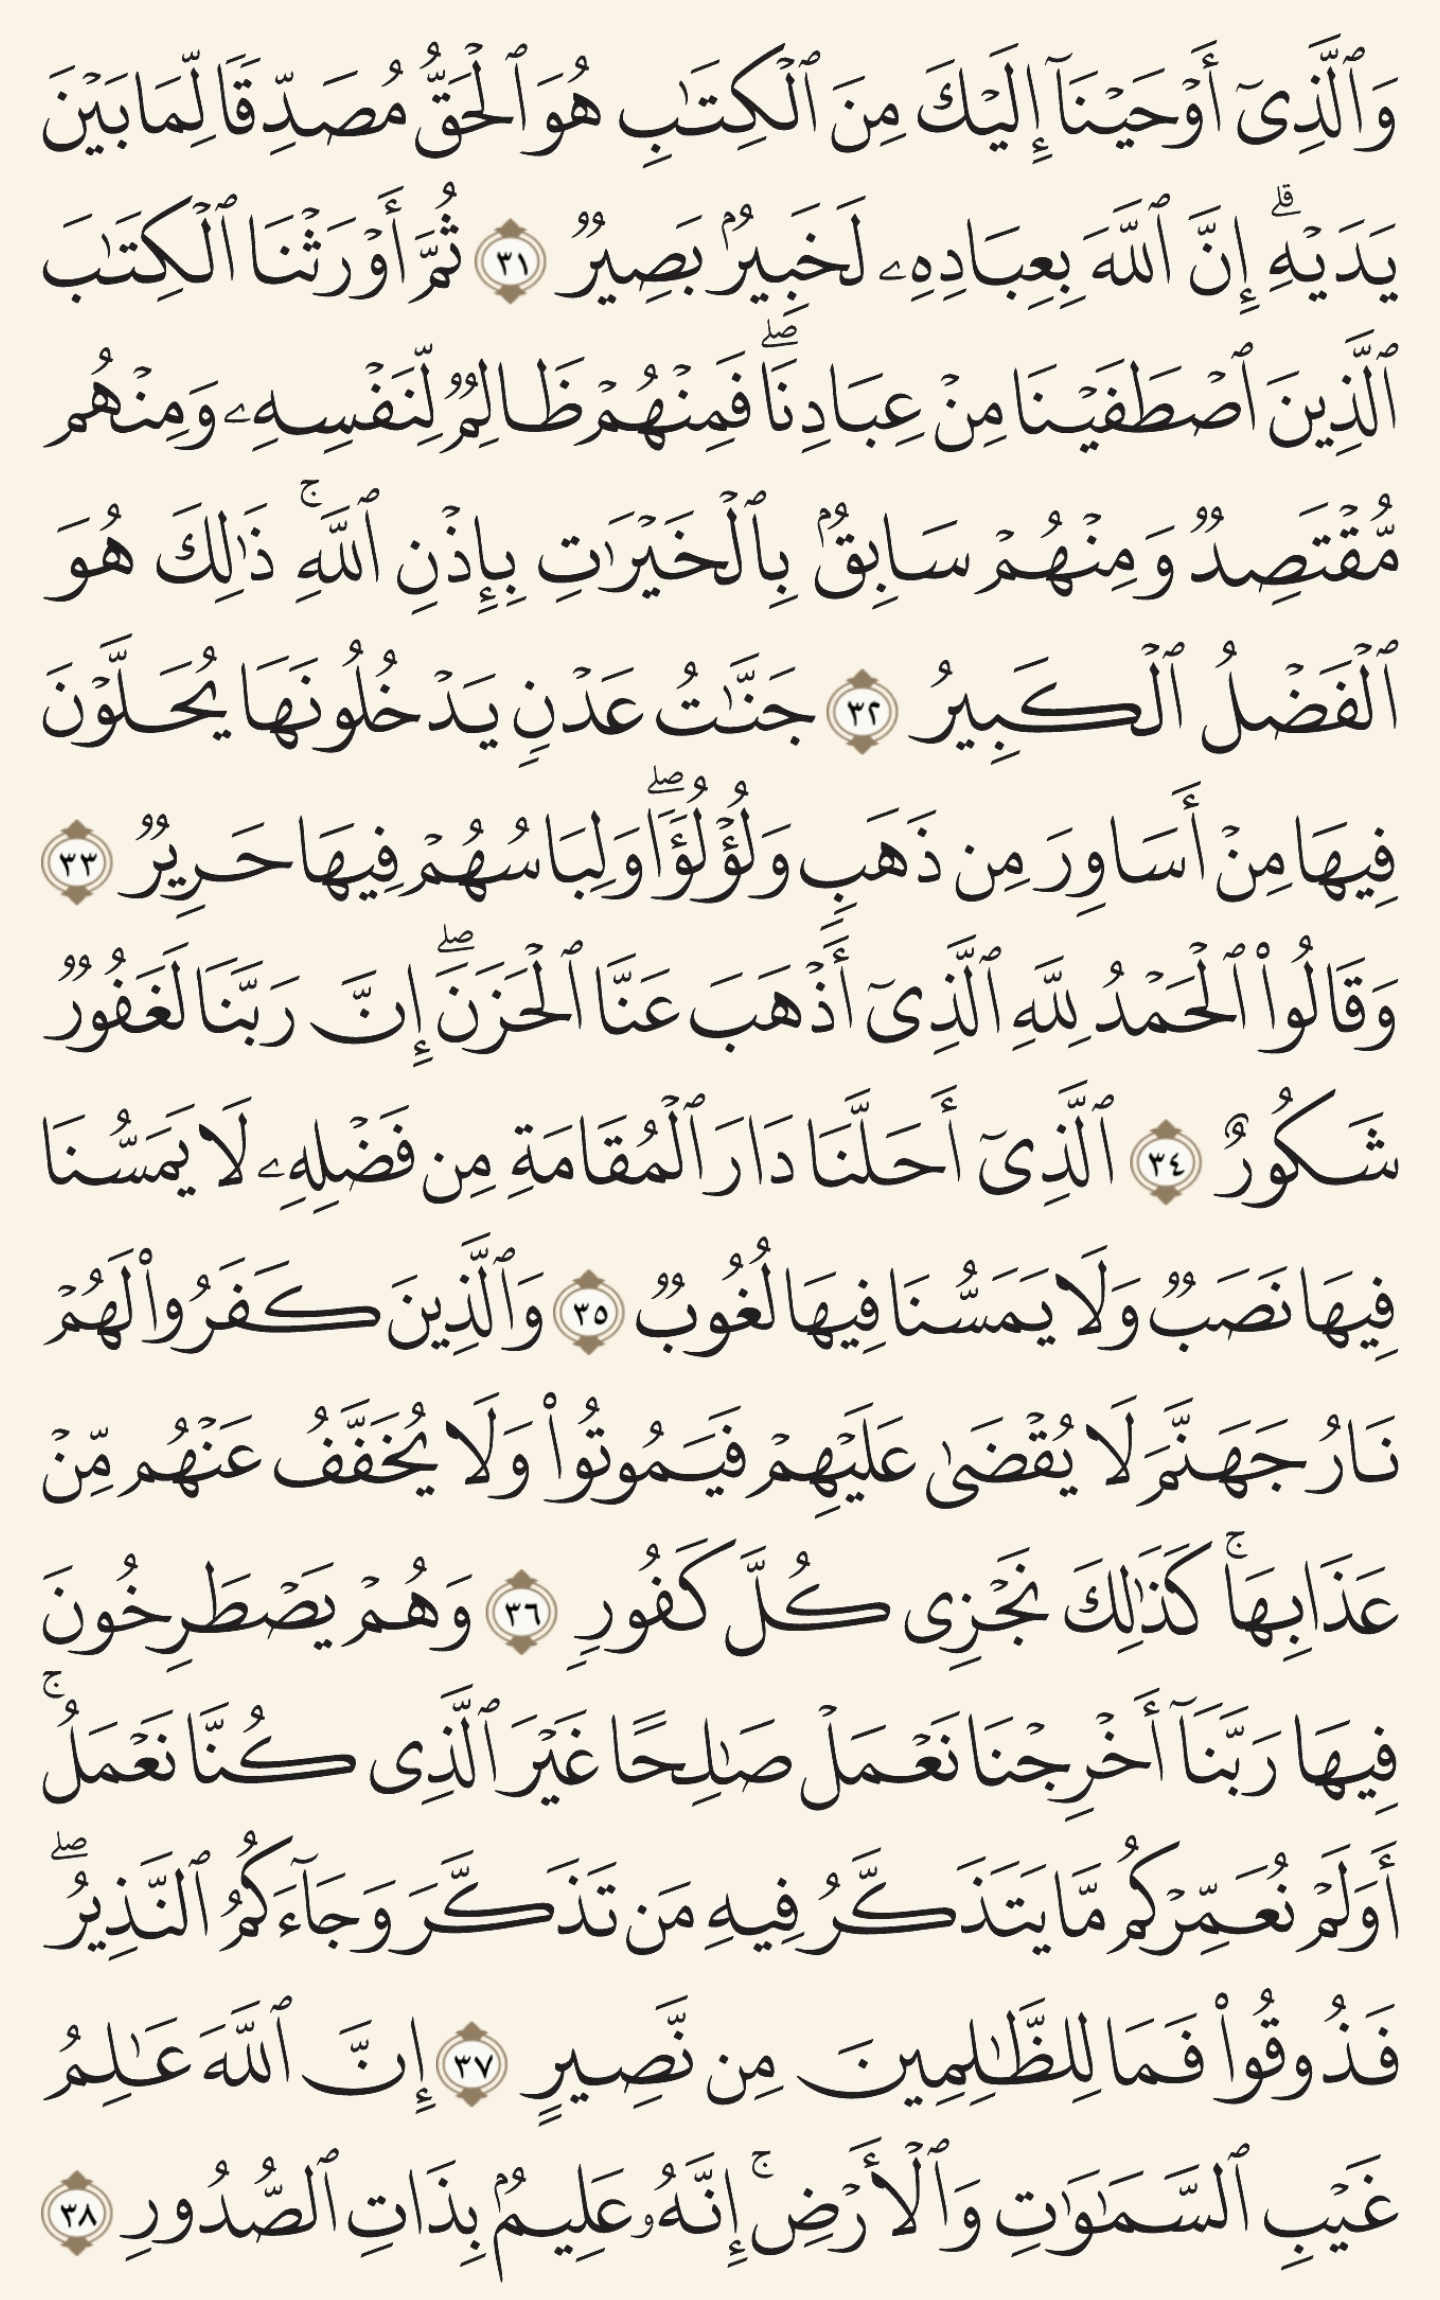 وَٱلَّذِىٓ أَوْحَيْنَآ إِلَيْكَ مِنَ ٱلْكِتَٰبِ هُوَ ٱلْحَقُّ مُصَدِّقًا لِّمَا بَيْنَ
يَدَيْهِ ۗ إِنَّ ٱللَّهَ بِعِبَادِهِۦ لَخَبِيرٌۢ بَصِيرٌ ٣١ ثُمَّ أَوْرَثْنَا ٱلْكِتَٰبَ
ٱلَّذِينَ ٱصْطَفَيْنَا مِنْ عِبَادِنَا ۖ فَمِنْهُمْ ظَالِمٌ لِّنَفْسِهِۦ وَمِنْهُم
مُّقْتَصِدٌ وَمِنْهُمْ سَابِقٌۢ بِٱلْخَيْرَٰتِ بِإِذْنِ ٱللَّهِ ۚ ذَٰلِكَ هُوَ
ٱلْفَضْلُ ٱلْكَبِيرُ ٣٢ جَنَّٰتُ عَدْنٍ يَدْخُلُونَهَا يُحَلَّوْنَ
فِيهَا مِنْ أَسَاوِرَ مِن ذَهَبٍ وَلُؤْلُؤًا ۖ وَلِبَاسُهُمْ فِيهَا حَرِيرٌ ٣٣
وَقَالُوا۟ ٱلْحَمْدُ لِلَّهِ ٱلَّذِىٓ أَذْهَبَ عَنَّا ٱلْحَزَنَ ۖ إِنَّ رَبَّنَا لَغَفُورٌ
شَكُورٌ ٣٤ ٱلَّذِىٓ أَحَلَّنَا دَارَ ٱلْمُقَامَةِ مِن فَضْلِهِۦ لَا يَمَسُّنَا
فِيهَا نَصَبٌ وَلَا يَمَسُّنَا فِيهَا لُغُوبٌ ٣٥ وَٱلَّذِينَ كَفَرُوا۟ لَهُمْ
نَارُ جَهَنَّمَ لَا يُقْضَىٰ عَلَيْهِمْ فَيَمُوتُوا۟ وَلَا يُخَفَّفُ عَنْهُم مِّنْ
عَذَابِهَا ۚ كَذَٰلِكَ نَجْزِى كُلَّ كَفُورٍ ٣٦ وَهُمْ يَصْطَرِخُونَ
فِيهَا رَبَّنَآ أَخْرِجْنَا نَعْمَلْ صَٰلِحًا غَيْرَ ٱلَّذِى كُنَّا نَعْمَلُ ۚ
أَوَلَمْ نُعَمِّرْكُم مَّا يَتَذَكَّرُ فِيهِ مَن تَذَكَّرَ وَجَآءَكُمُ ٱلنَّذِيرُ ۖ
فَذُوقُوا۟ فَمَا لِلظَّٰلِمِينَ مِن نَّصِيرٍ ٣٧ إِنَّ ٱللَّهَ عَٰلِمُ
غَيْبِ ٱلسَّمَٰوَٰتِ وَٱلْأَرْضِ ۚ إِنَّهُۥ عَلِيمٌۢ بِذَاتِ ٱلصُّدُورِ ٣٨